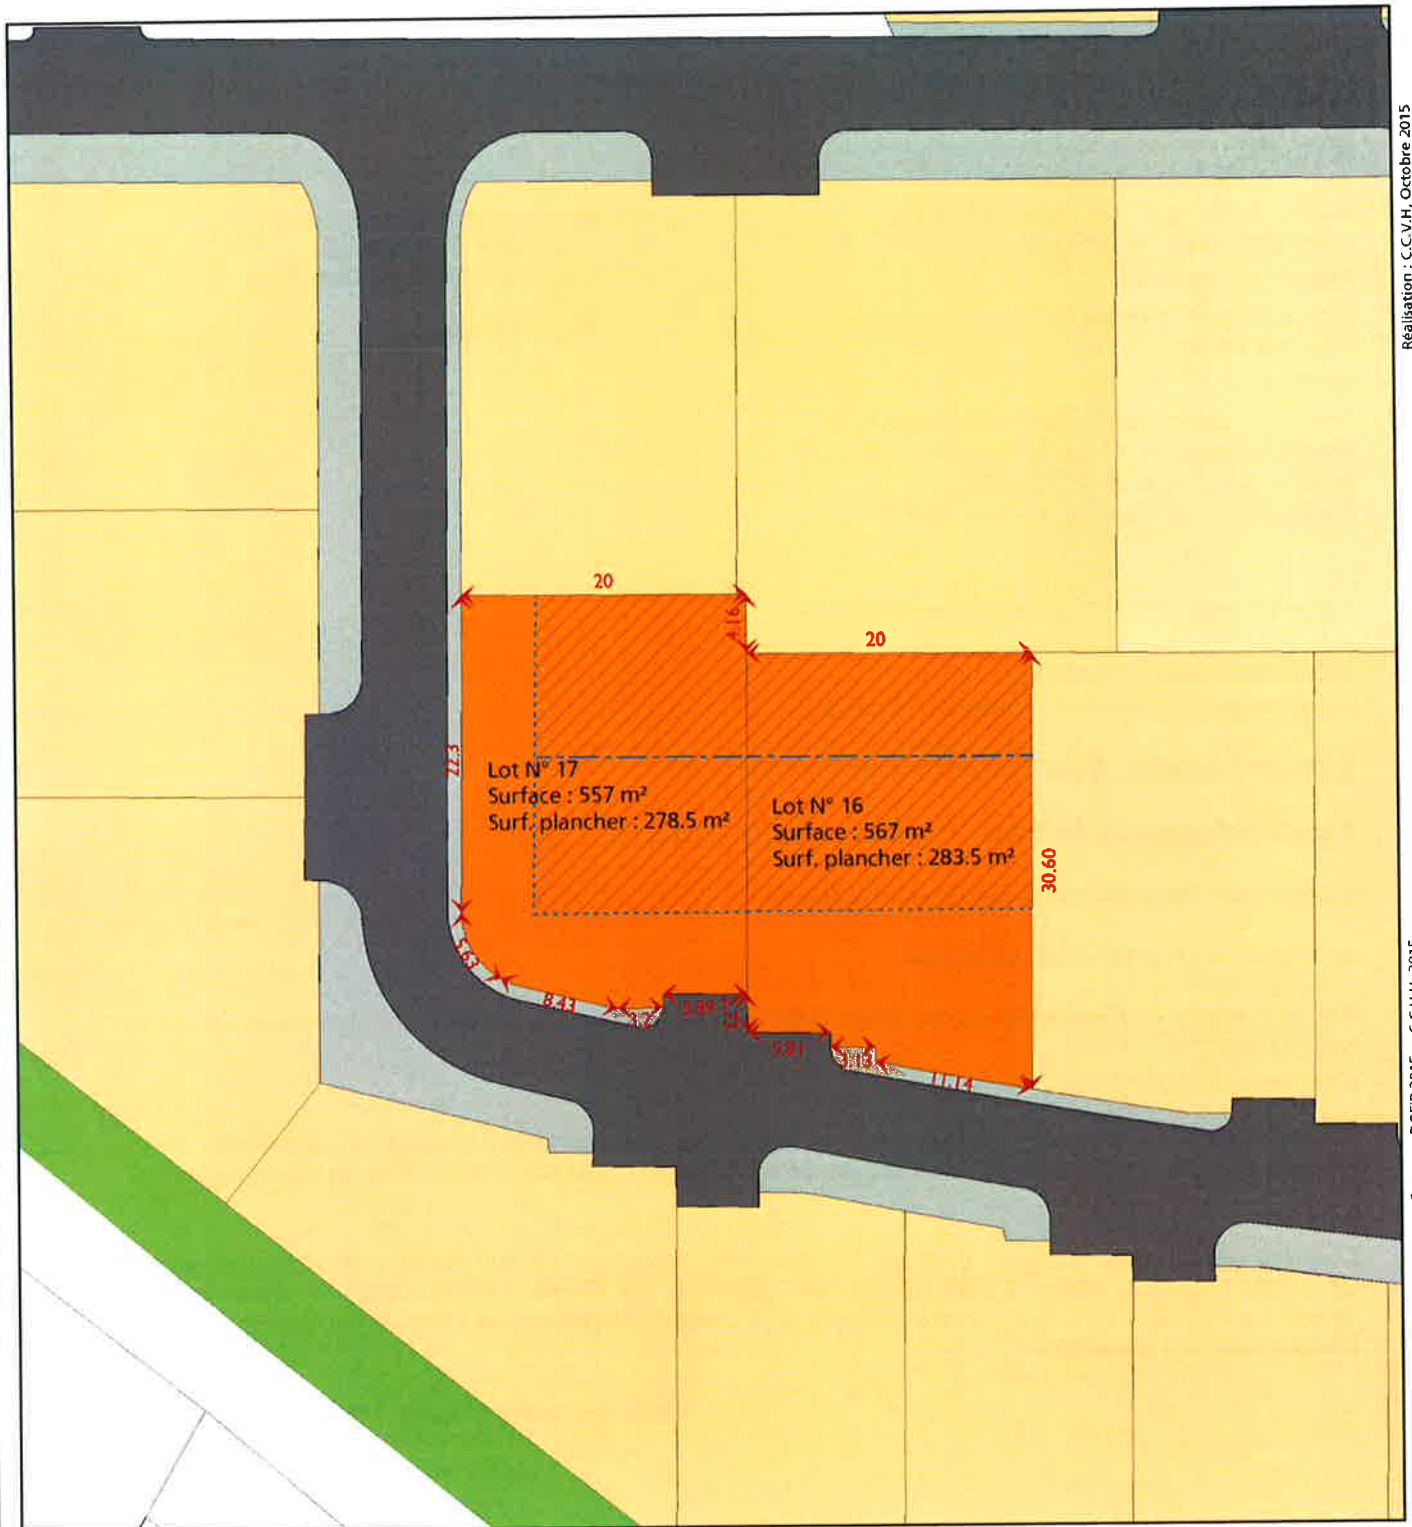 Réalisation : C.C.V.H, Octobre 2015
20
4.16
20
22.3
Lot N° 17
Surface : 557 m²
Surf. plancher : 278.5 m²
Lot N° 16
Surface : 567 m²
Surf. plancher : 283.5 m²
30.60
5.63
8.43
3.2
5.89
5.81
11.14